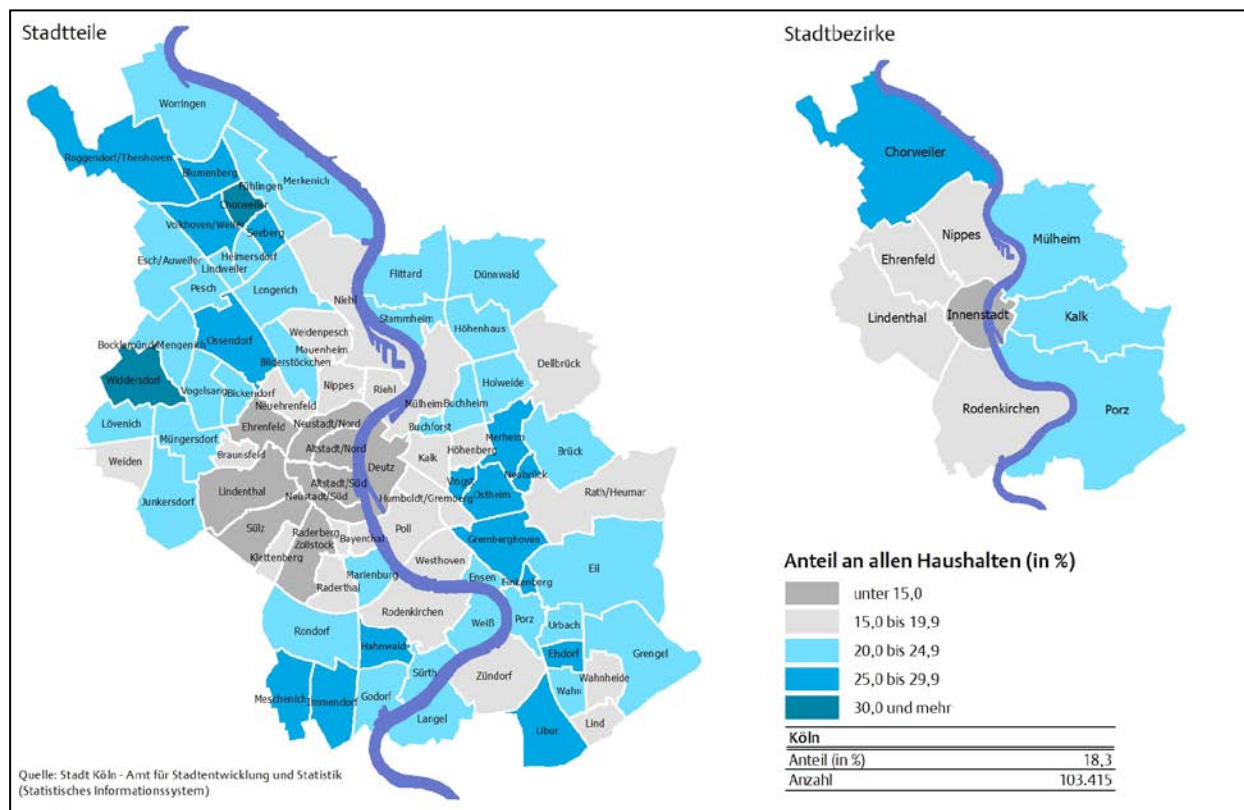 Stadtteile
Worringen
Roggendorf/Thenhoven
Blumenberg
Fühlingen
Merkenich
Chorweiler
Volkhoven/Weiler
Seeberg
Heimersdorf
Esch/Auweiler
Lindweiler
Pesch
Longerich
Niehl
Flittard
Dünnwald
Stammheim
Höhenhaus
Weidenpesch
Ossendorf
Mauenheim
Mengenich
Bilderstöckchen
Dellbrück
Widdersdorf
Vogelsang
Bickendorf
Nippes
Riehl
Mülheim
Buchheim
Holweide
Neuehrenfeld
Lövenich
Ehrenfeld
Neustadt/Nord
Buchforst
Merheim
Müngersdorf
Altstadt/Nord
Höhenberg
Brück
Weiden
Braunsfeld
Deutz
Kalk
Vingst
Neubrück
Junkersdorf
Lindenthal
Altstadt/Süd
Neustadt/Süd
Humboldt/Gremberg
Ostheim
Rath/Heumar
Sülz
Raderberg
Zollstock
Bayenthal
Poll
Gremberghoven
Klettenberg
Westhoven
Marienburg
Raderthal
Ensen
Finkenberg
Eil
Rodenkirchen
Rondorf
Weiß
Porz
Urbach
Hahnwald
Elsdorf
Grengel
Sürth
Zündorf
Wahnheide
Wahn
Meschenich
Immendorf
Godorf
Langel
Libur
Lind
Quelle: Stadt Köln - Amt für Stadtentwicklung und Statistik
(Statistisches Informationssystem)
Stadtbezirke
Chorweiler
Nippes
Mülheim
Ehrenfeld
Lindenthal
Innenstadt
Kalk
Rodenkirchen
Porz
Anteil an allen Haushalten (in %)
unter 15,0
15,0 bis 19,9
20,0 bis 24,9
25,0 bis 29,9
30,0 und mehr
Köln
Anteil (in %) 18,3
Anzahl 103.415